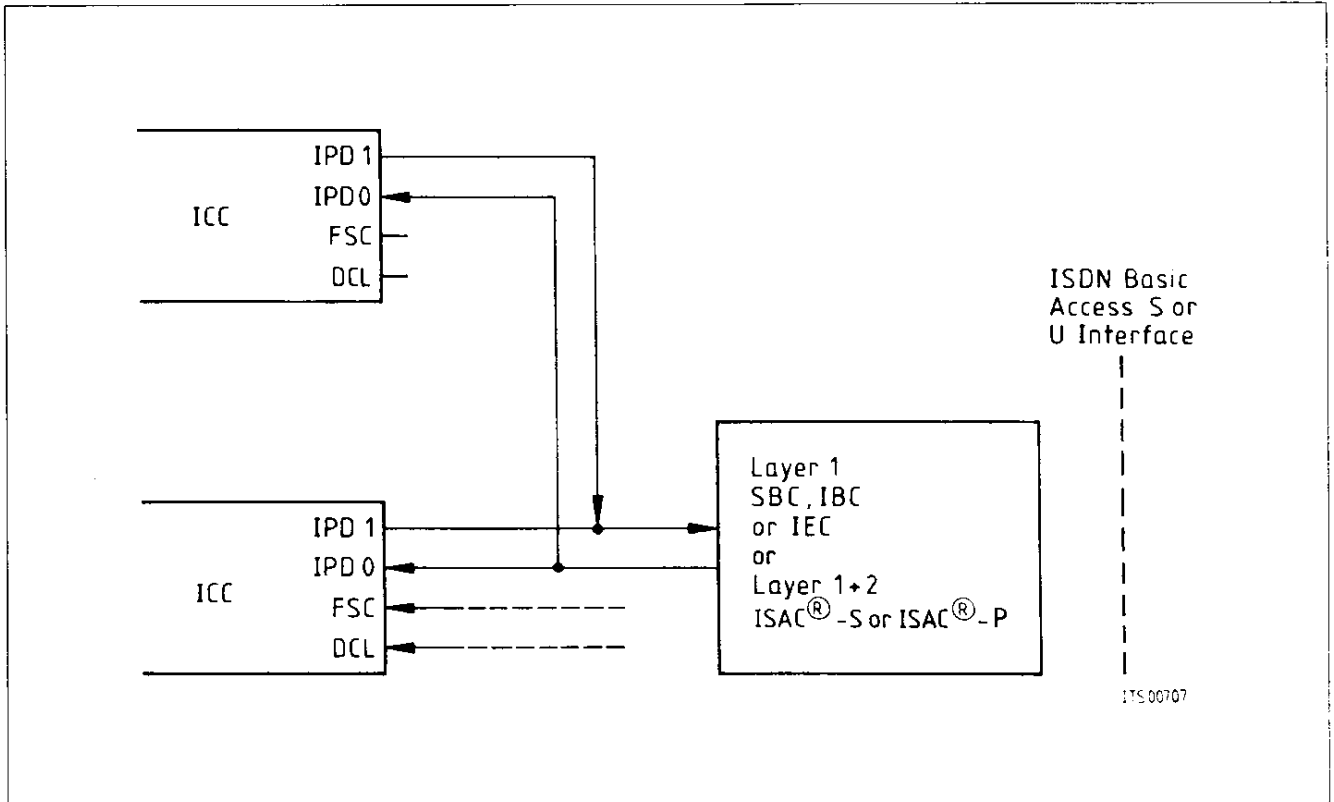 IPD 1
IPD 0
ICC
FSC
DCL
ISDN Basic
Access S or
U Interface
IPD 1
IPD 0
ICC
FSC
DCL
Layer 1
SBC, IBC
or IEC
or
Layer 1+2
ISAC®-S or ISAC®-P
ITS00707